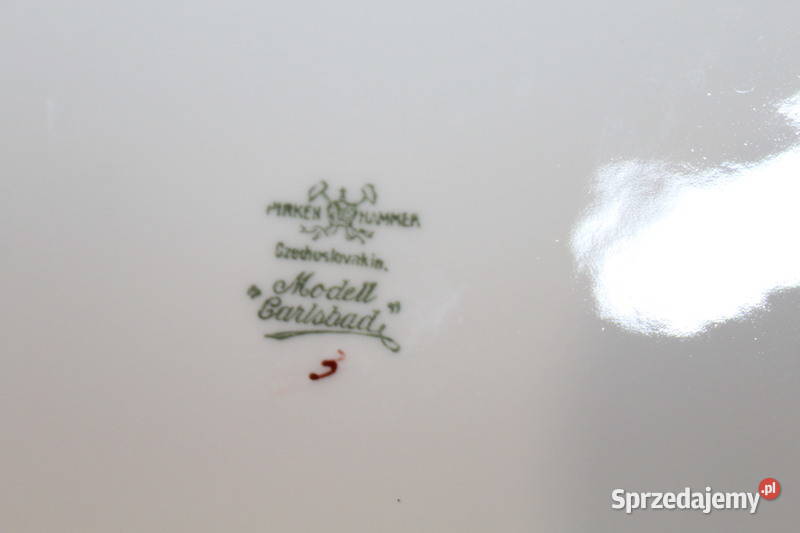 PIRKEN HAMMER
Czechoslovakia.
"Modell
Carlsbad"
Sprzedajemy.pl